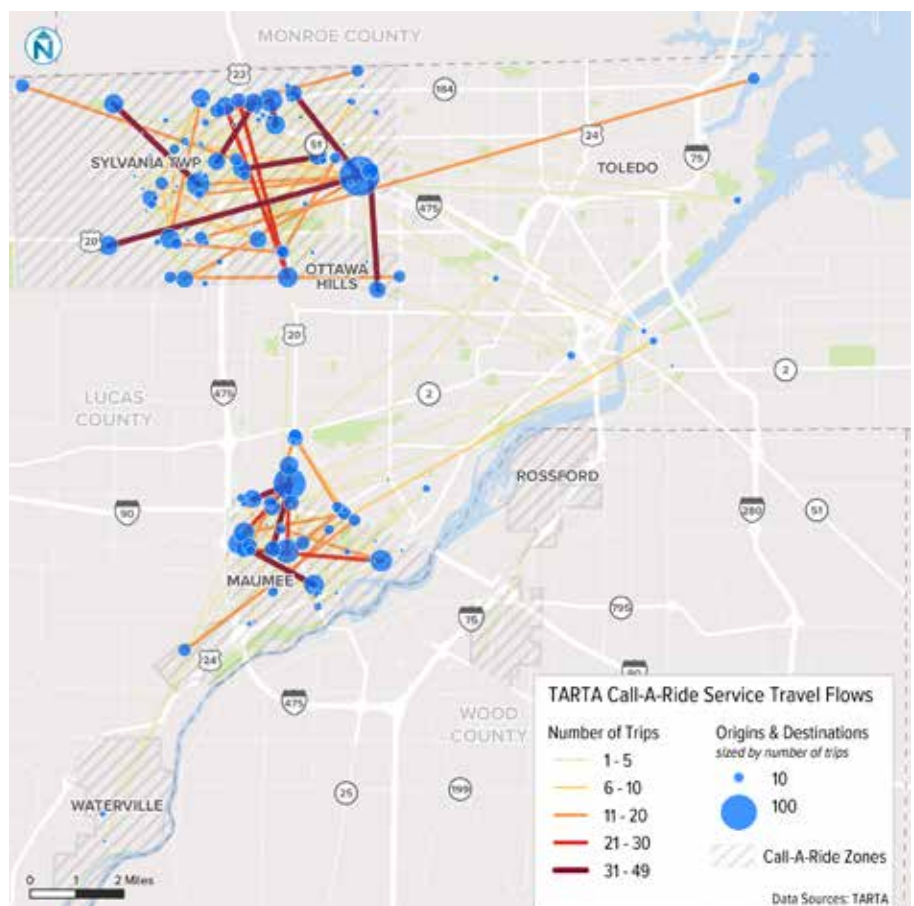 N
MONROE COUNTY
23
184
24
51
SYLVANIA TWP
TOLEDO
75
475
20
OTTAWA
HILLS
20
475
2
2
LUCAS
COUNTY
ROSSFORD
90
280
51
MAUMEE
795
75
24
90
475
WOOD
COUNTY
25
199
WATERVILLE
0 1 2 Miles
TARTA Call-A-Ride Service Travel Flows
Number of Trips
1 - 5
6 - 10
11 - 20
21 - 30
31 - 49
Origins & Destinations
sized by number of trips
10
100
Call-A-Ride Zones
Data Sources: TARTA